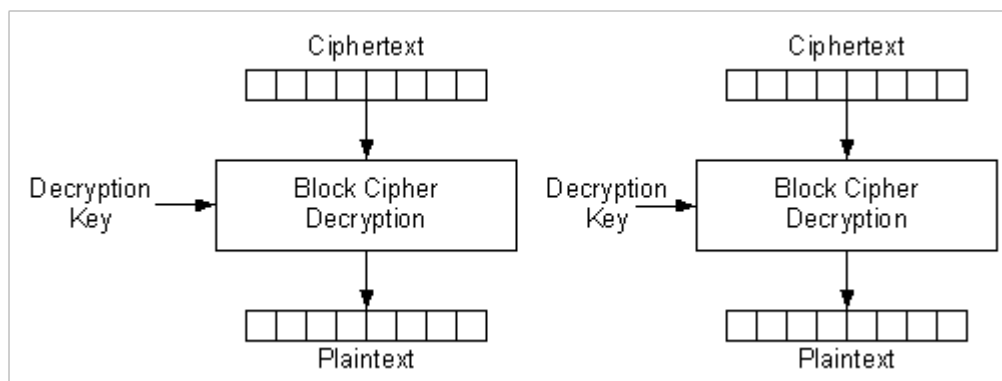 Ciphertext
Decryption
Key
Block Cipher
Decryption
Plaintext
Ciphertext
Decryption
Key
Block Cipher
Decryption
Plaintext